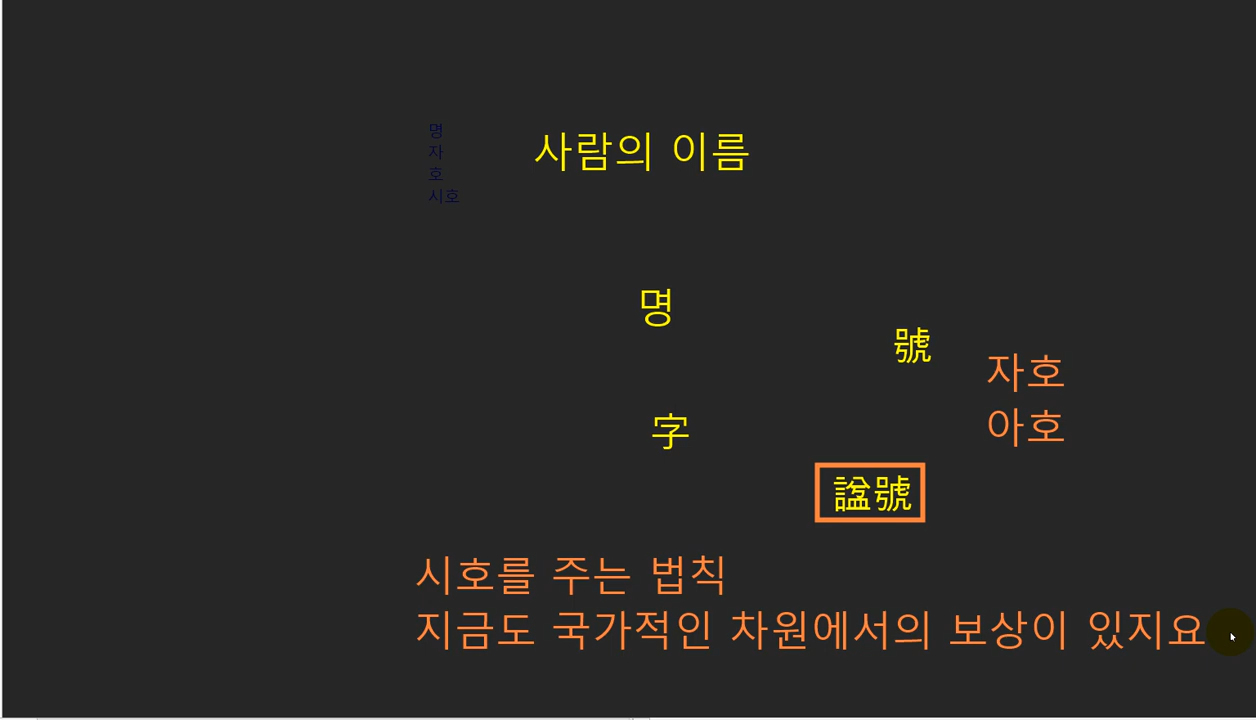 명
자
호
시호
사람의 이름
명
號
자호
字
아호
諡號
시호를 주는 법칙
지금도 국가적인 차원에서의 보상이 있지요